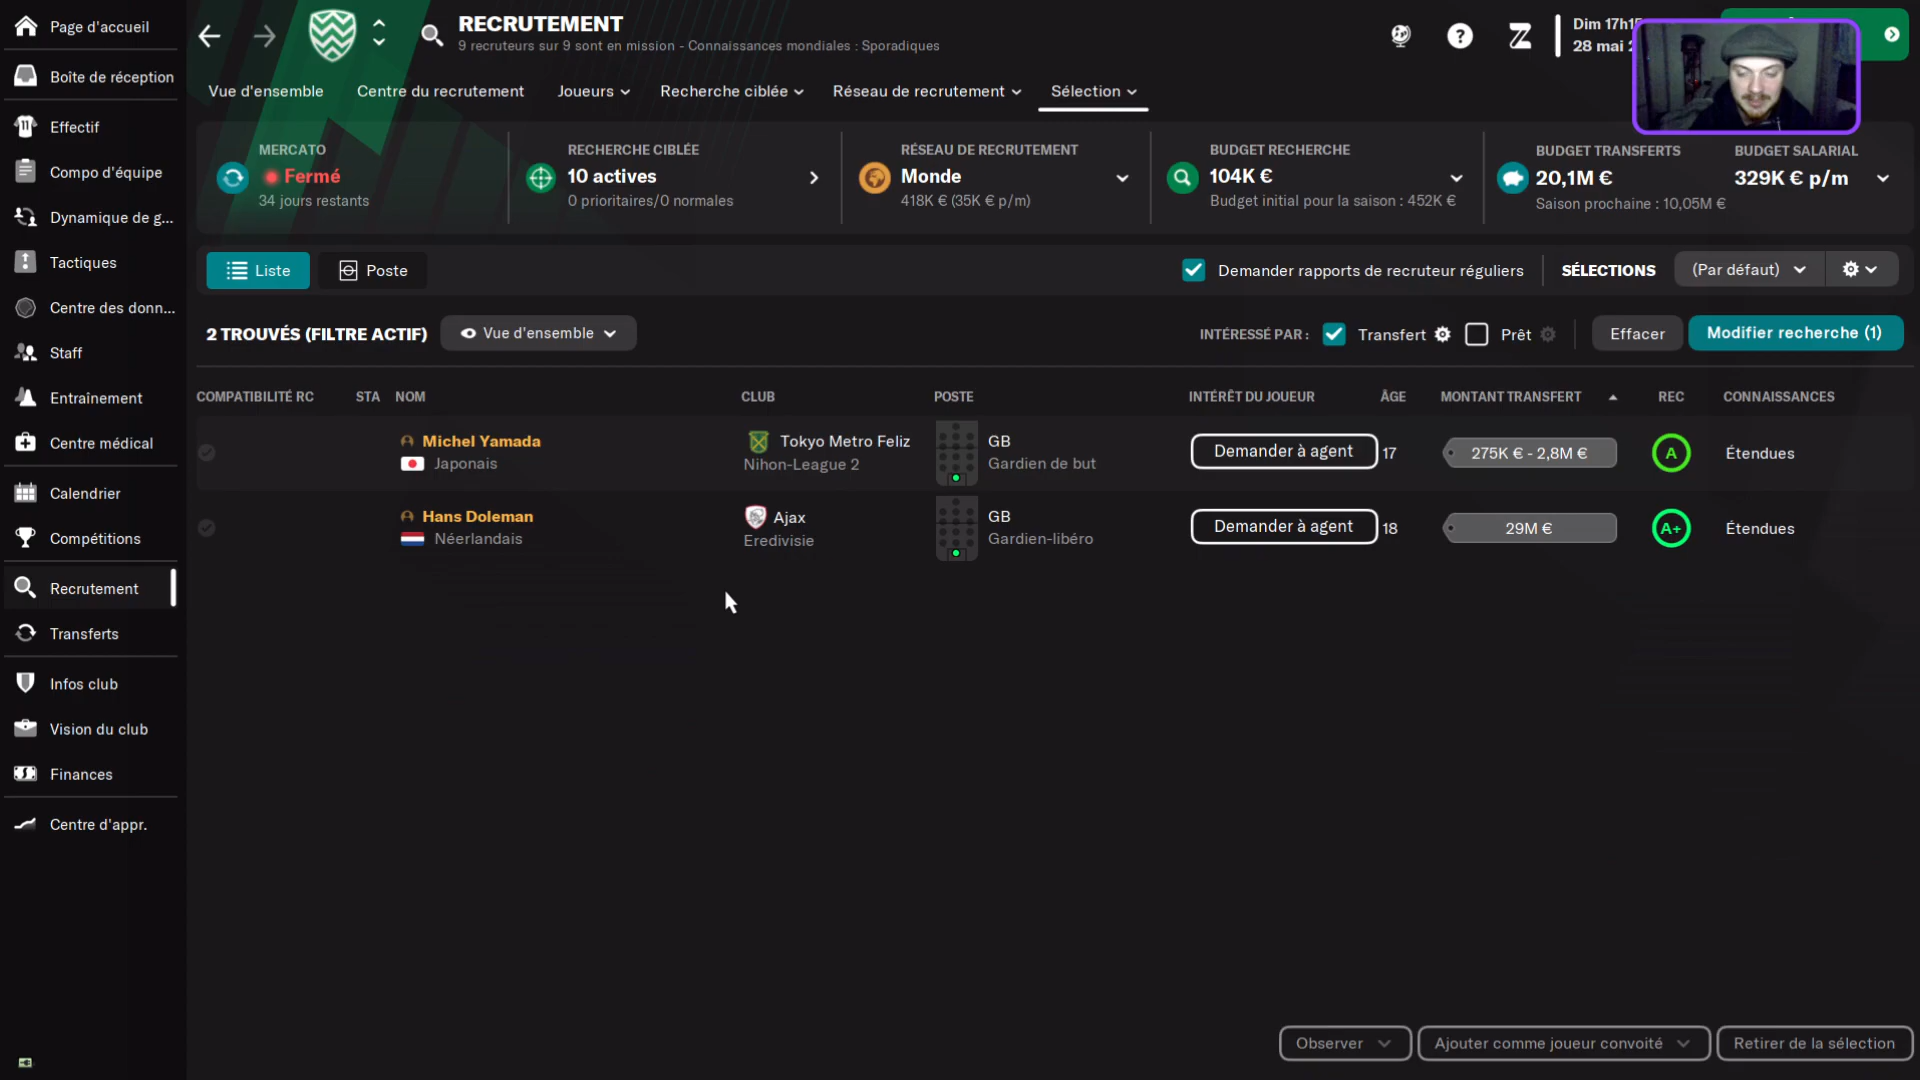 Page d'accueil
Boîte de réception
Effectif
Compo d'équipe
Dynamique de g...
Tactiques
Centre des donn...
Staff
Entraînement
Centre médical
Calendrier
Compétitions
Recrutement
Transferts
Infos club
Vision du club
Finances
Centre d'appr.
RECRUTEMENT
9 recruteurs sur 9 sont en mission - Connaissances mondiales : Sporadiques
Dim 17h15
28 mai
Vue d'ensemble Centre du recrutement Joueurs Recherche ciblée Réseau de recrutement Sélection
MERCATO
Fermé
34 jours restants
RECHERCHE CIBLÉE
10 actives
0 prioritaires/0 normales
RÉSEAU DE RECRUTEMENT
Monde
418K € (35K € p/m)
BUDGET RECHERCHE
104K €
Budget initial pour la saison : 452K €
BUDGET TRANSFERTS
20,1M €
Saison prochaine : 10,05M €
BUDGET SALARIAL
329K € p/m
Liste Poste Demander rapports de recruteur réguliers SÉLECTIONS (Par défaut)
2 TROUVÉS (FILTRE ACTIF) Vue d'ensemble INTÉRESSÉ PAR : Transfert Prêt Effacer Modifier recherche (1)
COMPATIBILITÉ RC STA NOM CLUB POSTE INTÉRÊT DU JOUEUR ÂGE MONTANT TRANSFERT REC CONNAISSANCES
Michel Yamada Tokyo Metro Feliz GB
Demander à agent 17 275K € - 2,8M € A Étendues
Japonais Nihon-League 2 Gardien de but
Hans Doleman Ajax GB
Demander à agent 18 29M € A+ Étendues
Néerlandais Eredivisie Gardien-libéro
Observer Ajouter comme joueur convoité Retirer de la sélection